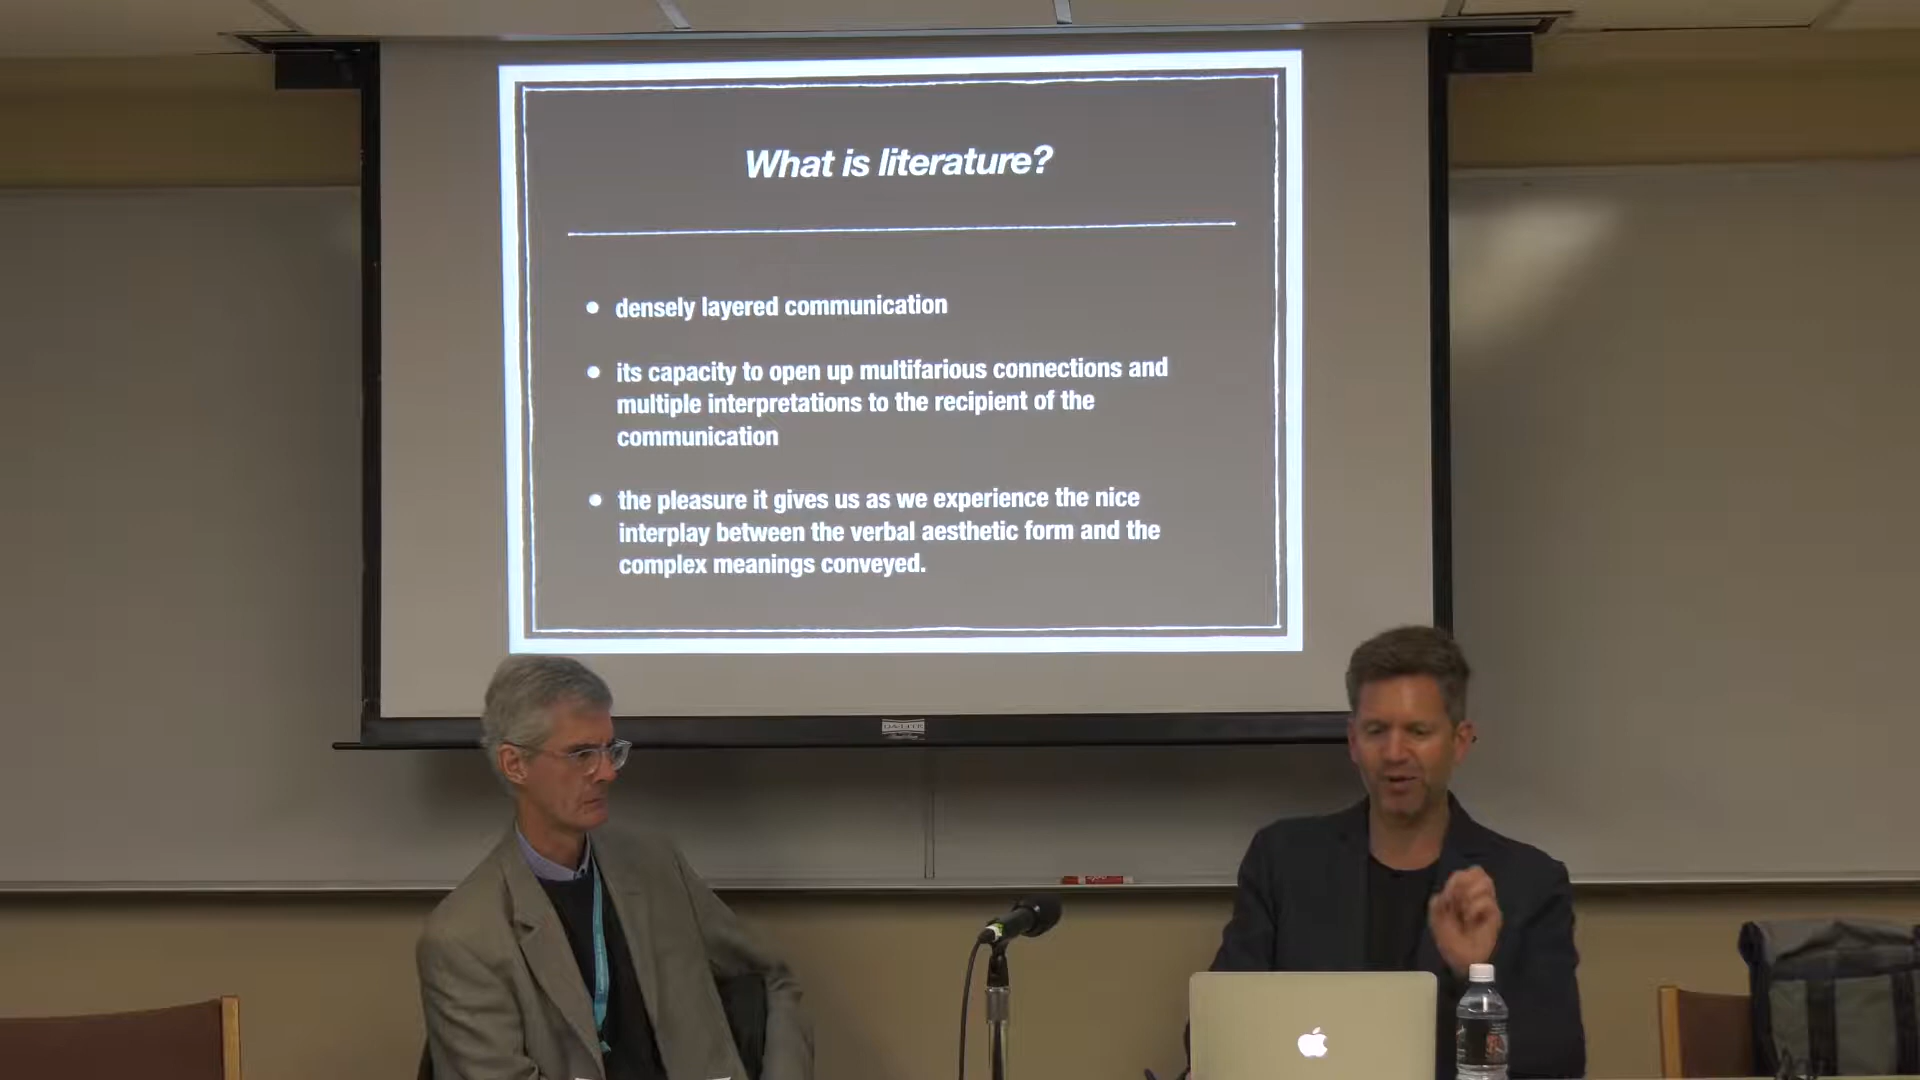 What is literature?
densely layered communication
its capacity to open up multifarious connections and
multiple interpretations to the recipient of the
communication
the pleasure it gives us as we experience the nice
interplay between the verbal aesthetic form and the
complex meanings conveyed.
DA-LITE